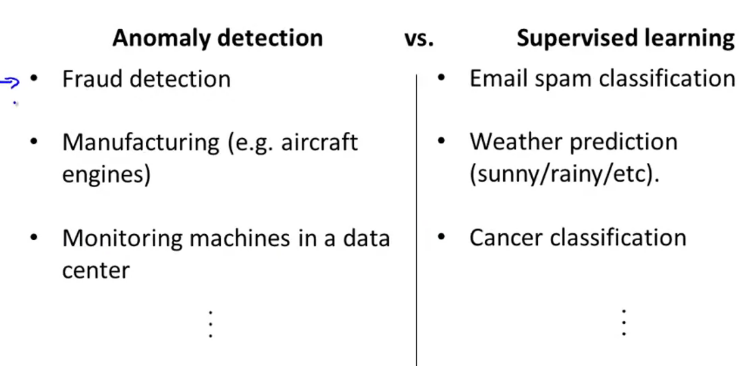 Anomaly detection vs. Supervised learning
• Fraud detection
• Manufacturing (e.g. aircraft
engines)
• Monitoring machines in a data
center
• Email spam classification
• Weather prediction
(sunny/rainy/etc).
• Cancer classification